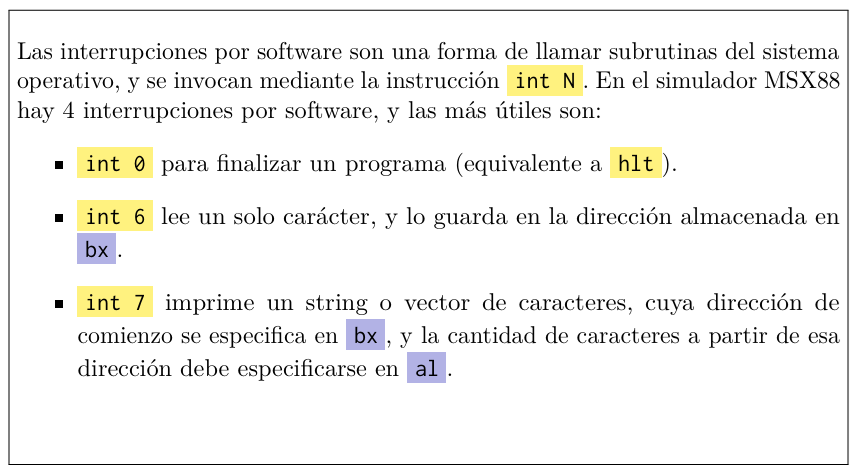 Las interrupciones por software son una forma de llamar subrutinas del sistema
operativo, y se invocan mediante la instrucción int N. En el simulador MSX88
hay 4 interrupciones por software, y las más útiles son:
▪ int 0 para finalizar un programa (equivalente a hlt).
▪ int 6 lee un solo carácter, y lo guarda en la dirección almacenada en
bx.
▪ int 7 imprime un string o vector de caracteres, cuya dirección de
comienzo se especifica en bx, y la cantidad de caracteres a partir de esa
dirección debe especificarse en al.